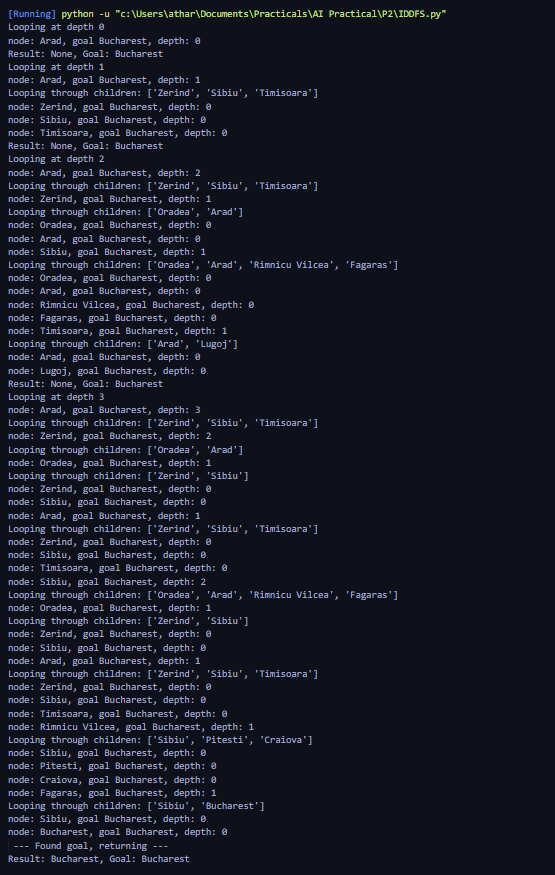 [Running] python -u "c:\Users\athar\Documents\Practicals\AI Practical\P2\IDDFS.py"
Looping at depth 0
node: Arad, goal Bucharest, depth: 0
Result: None, Goal: Bucharest
Looping at depth 1
node: Arad, goal Bucharest, depth: 1
Looping through children: ['Zerind', 'Sibiu', 'Timisoara']
node: Zerind, goal Bucharest, depth: 0
node: Sibiu, goal Bucharest, depth: 0
node: Timisoara, goal Bucharest, depth: 0
Result: None, Goal: Bucharest
Looping at depth 2
node: Arad, goal Bucharest, depth: 2
Looping through children: ['Zerind', 'Sibiu', 'Timisoara']
node: Zerind, goal Bucharest, depth: 1
Looping through children: ['Oradea', 'Arad']
node: Oradea, goal Bucharest, depth: 0
node: Arad, goal Bucharest, depth: 0
node: Sibiu, goal Bucharest, depth: 1
Looping through children: ['Oradea', 'Arad', 'Rimnicu Vilcea', 'Fagaras']
node: Oradea, goal Bucharest, depth: 0
node: Arad, goal Bucharest, depth: 0
node: Rimnicu Vilcea, goal Bucharest, depth: 0
node: Fagaras, goal Bucharest, depth: 0
node: Timisoara, goal Bucharest, depth: 1
Looping through children: ['Arad', 'Lugoj']
node: Arad, goal Bucharest, depth: 0
node: Lugoj, goal Bucharest, depth: 0
Result: None, Goal: Bucharest
Looping at depth 3
node: Arad, goal Bucharest, depth: 3
Looping through children: ['Zerind', 'Sibiu', 'Timisoara']
node: Zerind, goal Bucharest, depth: 2
Looping through children: ['Oradea', 'Arad']
node: Oradea, goal Bucharest, depth: 1
Looping through children: ['Zerind', 'Sibiu']
node: Zerind, goal Bucharest, depth: 0
node: Sibiu, goal Bucharest, depth: 0
node: Arad, goal Bucharest, depth: 1
Looping through children: ['Zerind', 'Sibiu', 'Timisoara']
node: Zerind, goal Bucharest, depth: 0
node: Sibiu, goal Bucharest, depth: 0
node: Timisoara, goal Bucharest, depth: 0
node: Sibiu, goal Bucharest, depth: 2
Looping through children: ['Oradea', 'Arad', 'Rimnicu Vilcea', 'Fagaras']
node: Oradea, goal Bucharest, depth: 1
Looping through children: ['Zerind', 'Sibiu']
node: Zerind, goal Bucharest, depth: 0
node: Sibiu, goal Bucharest, depth: 0
node: Arad, goal Bucharest, depth: 1
Looping through children: ['Zerind', 'Sibiu', 'Timisoara']
node: Zerind, goal Bucharest, depth: 0
node: Sibiu, goal Bucharest, depth: 0
node: Timisoara, goal Bucharest, depth: 0
node: Rimnicu Vilcea, goal Bucharest, depth: 1
Looping through children: ['Sibiu', 'Pitesti', 'Craiova']
node: Sibiu, goal Bucharest, depth: 0
node: Pitesti, goal Bucharest, depth: 0
node: Craiova, goal Bucharest, depth: 0
node: Fagaras, goal Bucharest, depth: 1
Looping through children: ['Sibiu', 'Bucharest']
node: Sibiu, goal Bucharest, depth: 0
node: Bucharest, goal Bucharest, depth: 0
 --- Found goal, returning ---
Result: Bucharest, Goal: Bucharest